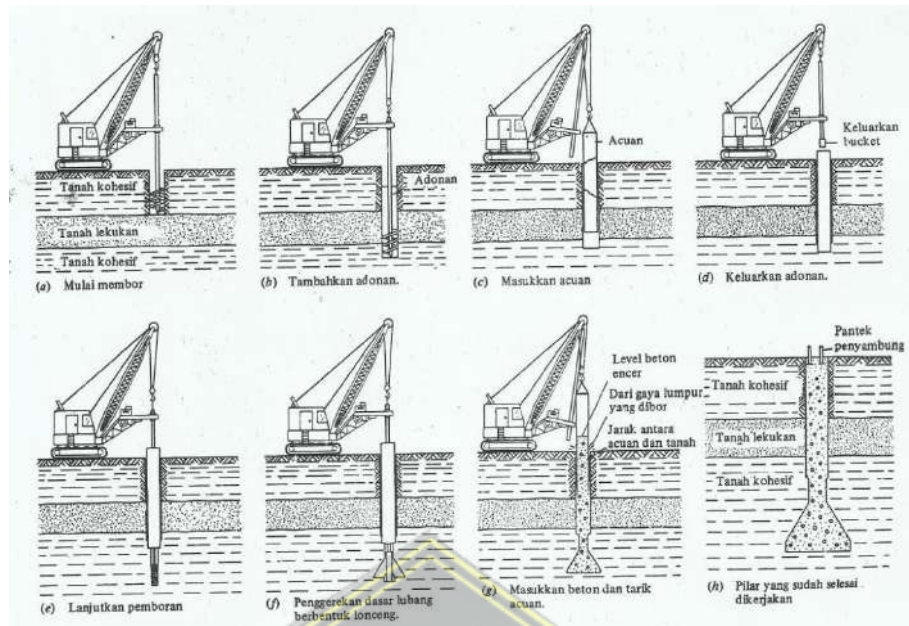 Tanah kohesif
Tanah lekukan
Tanah kohesif
(a) Mulai membor
Adonan
(b) Tambahkan adonan.
Acuan
(c) Masukkan acuan
Keluarkan
bucket
(d) Keluarkan adonan.
(e) Lanjutkan pemboran
(f) Penggerekan dasar lubang
berbentuk lonceng.
Level beton
encer
Dari gaya lumpur
yang dibor
Jarak antara
acuan dan tanah
(g) Masukkan beton dan tarik
acuan.
Pantek
penyambung
Tanah kohesif
Tanah lekukan
Tanah kohesif
(h) Pilar yang sudah selesai
dikerjakan